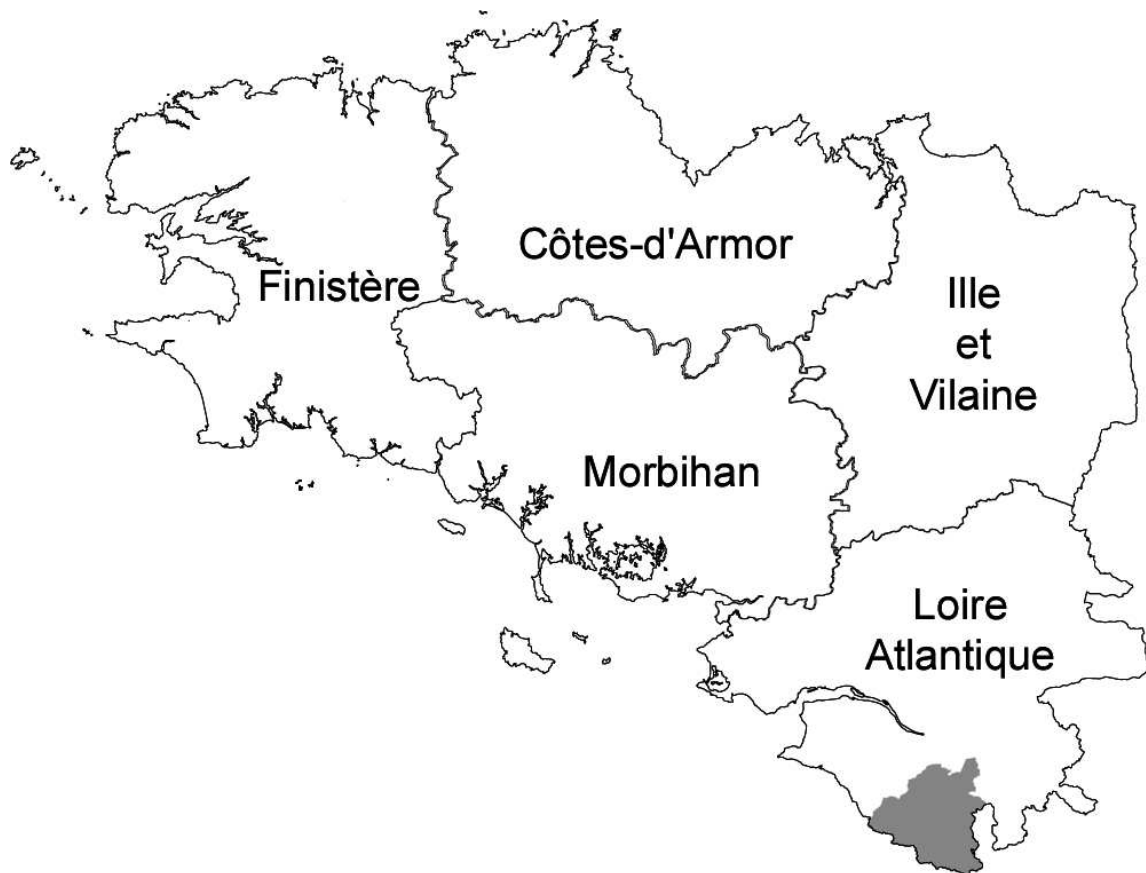 Côtes-d'Armor
Finistère
Ille
et
Vilaine
Morbihan
Loire
Atlantique